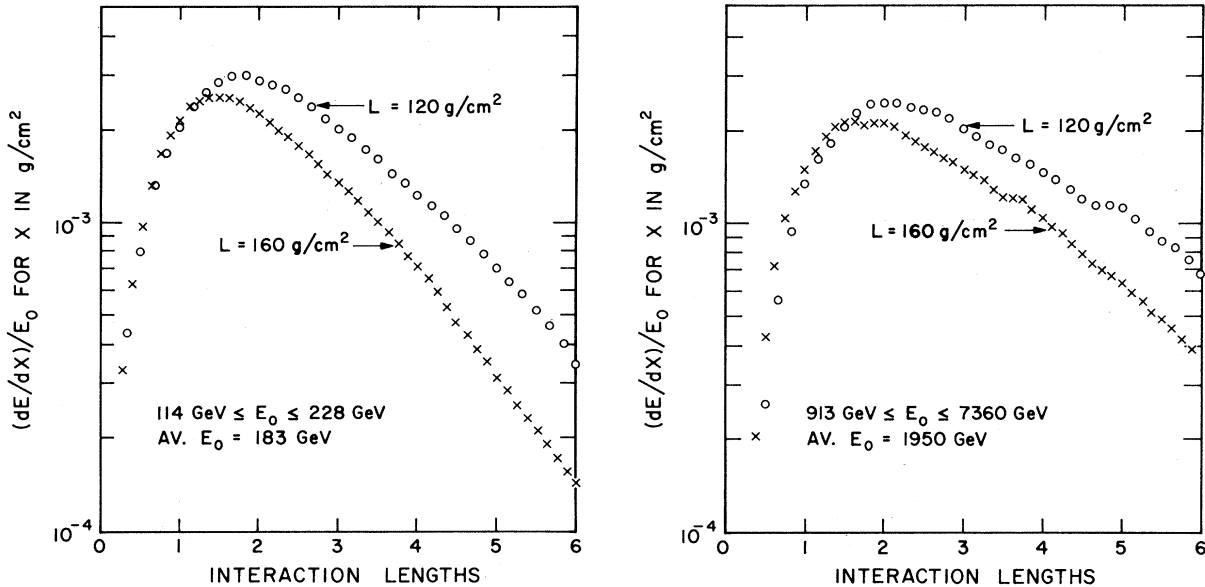 (dE/dX)/E₀ FOR X IN g/cm²
10⁻³
10⁻⁴
L = 120 g/cm²
L = 160 g/cm²
114 GeV ≤ E₀ ≤ 228 GeV
AV. E₀ = 183 GeV
0 1 2 3 4 5 6
INTERACTION LENGTHS
(dE/dX)/E₀ FOR X IN g/cm²
10⁻³
10⁻⁴
L = 120 g/cm²
L = 160 g/cm²
913 GeV ≤ E₀ ≤ 7360 GeV
AV. E₀ = 1950 GeV
0 1 2 3 4 5 6
INTERACTION LENGTHS